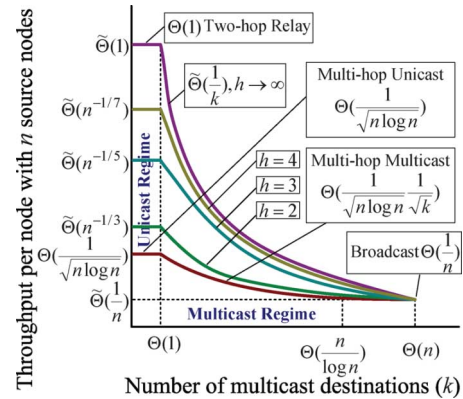 Throughput per node with n source nodes
Θ̃(1)
Θ̃(n^{-1/7})
Θ̃(n^{-1/5})
Θ̃(n^{-1/3})
Θ(1/√(n log n))
Θ̃(1/n)
Unicast Regime
Θ(1) Two-hop Relay
Θ̃(1/k), h → ∞
Multi-hop Unicast
Θ(1/√(n log n))
h = 4
h = 3
h = 2
Multi-hop Multicast
Θ(1/√(n log n) 1/√k)
Broadcast Θ(1/n)
Multicast Regime
Θ(1)
Θ(n/log n)
Θ(n)
Number of multicast destinations (k)